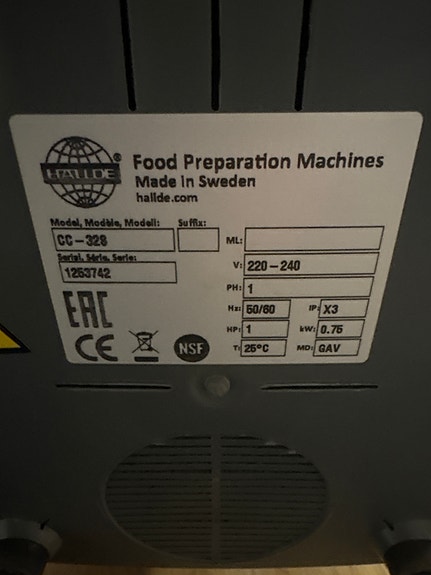 HALLDE®
Food Preparation Machines
Made in Sweden
hallde.com
Model, Modèle, Modell: Suffix:
CC-328
Serial, Série, Serie:
1253742
ML:
V: 220-240
PH: 1
Hz: 50/60 IP: X3
HP: 1 kW: 0.75
T: 25°C MD: GAV
EAC
CE
NSF